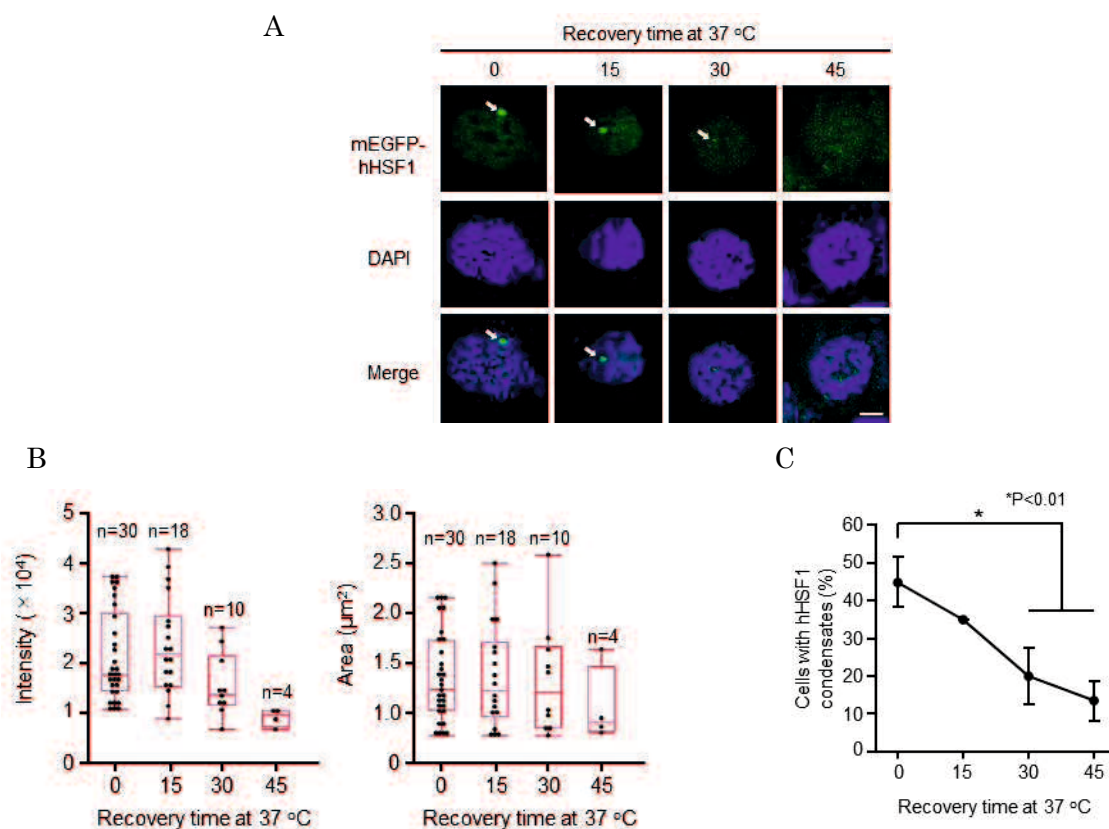 A
Recovery time at 37 °C
0 15 30 45
mEGFP-
hHSF1
DAPI
Merge
B
Intensity ( × 10⁴)
5
4
3
2
1
0
n=30
n=18
n=10
n=4
0 15 30 45
Recovery time at 37 °C
Area (μm²)
3.0
2.5
2.0
1.5
1.0
0.5
0
n=30
n=18
n=10
n=4
0 15 30 45
Recovery time at 37 °C
C
*P<0.01
*
Cells with hHSF1
condensates (%)
60
50
40
30
20
10
0
0 15 30 45
Recovery time at 37 °C